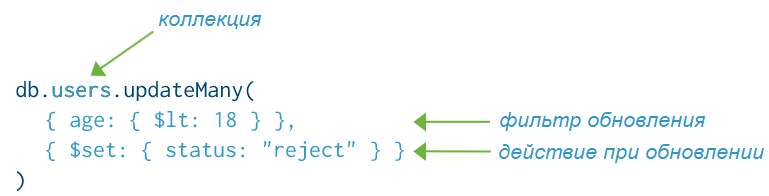 коллекция
db.users.updateMany(
{ age: { $lt: 18 } }, фильтр обновления
{ $set: { status: "reject" } } действие при обновлении
)